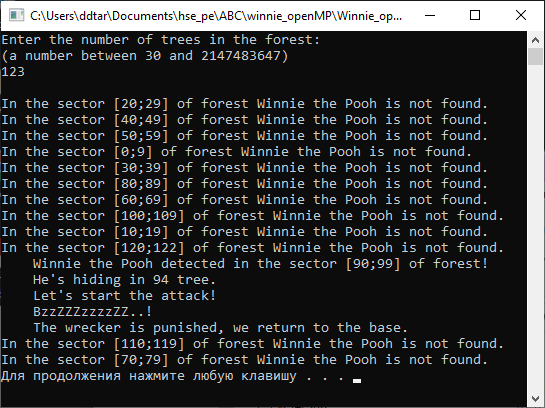 C:\Users\ddtar\Documents\hse_pe\ABC\winnie_openMP\Winnie_op...
Enter the number of trees in the forest:
(a number between 30 and 2147483647)
123
In the sector [20;29] of forest Winnie the Pooh is not found.
In the sector [40;49] of forest Winnie the Pooh is not found.
In the sector [50;59] of forest Winnie the Pooh is not found.
In the sector [0;9] of forest Winnie the Pooh is not found.
In the sector [30;39] of forest Winnie the Pooh is not found.
In the sector [80;89] of forest Winnie the Pooh is not found.
In the sector [60;69] of forest Winnie the Pooh is not found.
In the sector [100;109] of forest Winnie the Pooh is not found.
In the sector [10;19] of forest Winnie the Pooh is not found.
In the sector [120;122] of forest Winnie the Pooh is not found.
Winnie the Pooh detected in the sector [90;99] of forest!
He's hiding in 94 tree.
Let's start the attack!
BzzZZZzzzzZZ..!
The wrecker is punished, we return to the base.
In the sector [110;119] of forest Winnie the Pooh is not found.
In the sector [70;79] of forest Winnie the Pooh is not found.
Для продолжения нажмите любую клавишу . . .